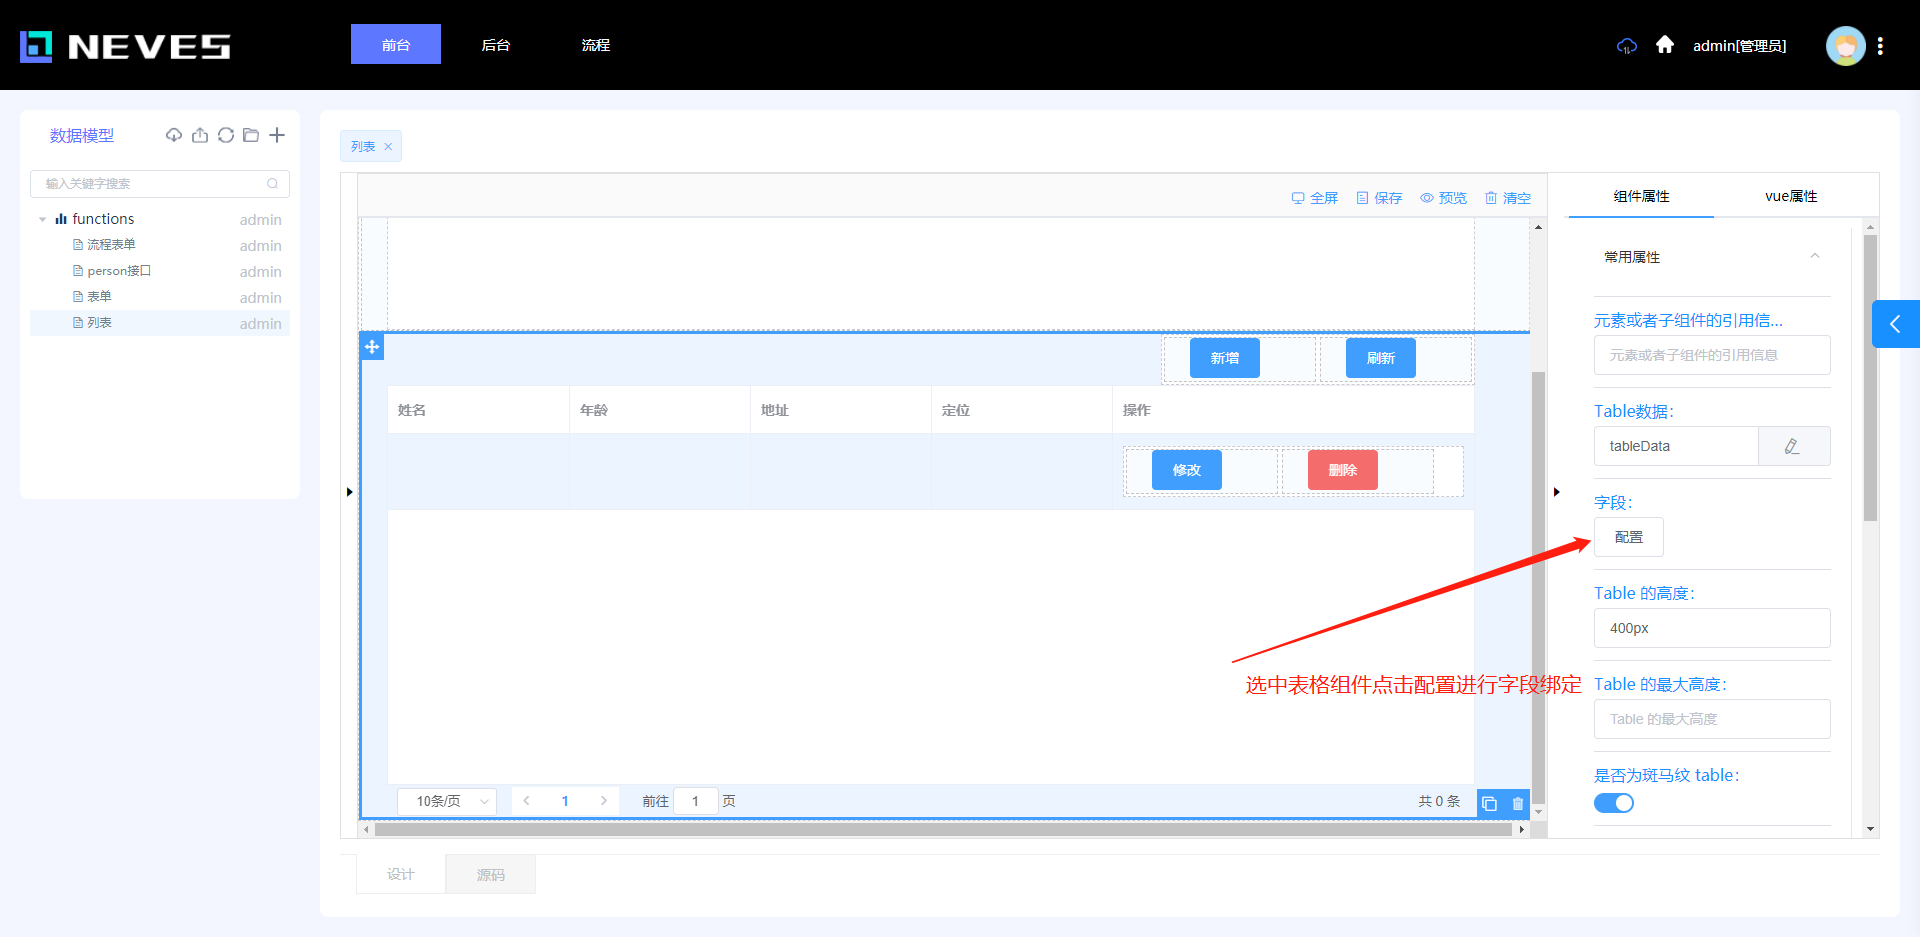 NEVES
前台
后台
流程
admin[管理员]
数据模型
输入关键字搜索
functions admin
流程表单 admin
person接口 admin
表单 admin
列表 admin
列表
全屏
保存
预览
清空
新增
刷新
姓名
年龄
地址
定位
操作
修改
删除
选中表格组件点击配置进行字段绑定
10条/页
1
前往 1 页
共 0 条
设计
源码
组件属性
vue属性
常用属性
元素或者子组件的引用信...
元素或者子组件的引用信息
Table数据:
tableData
字段:
配置
Table 的高度:
400px
Table 的最大高度:
Table 的最大高度
是否为斑马纹 table: